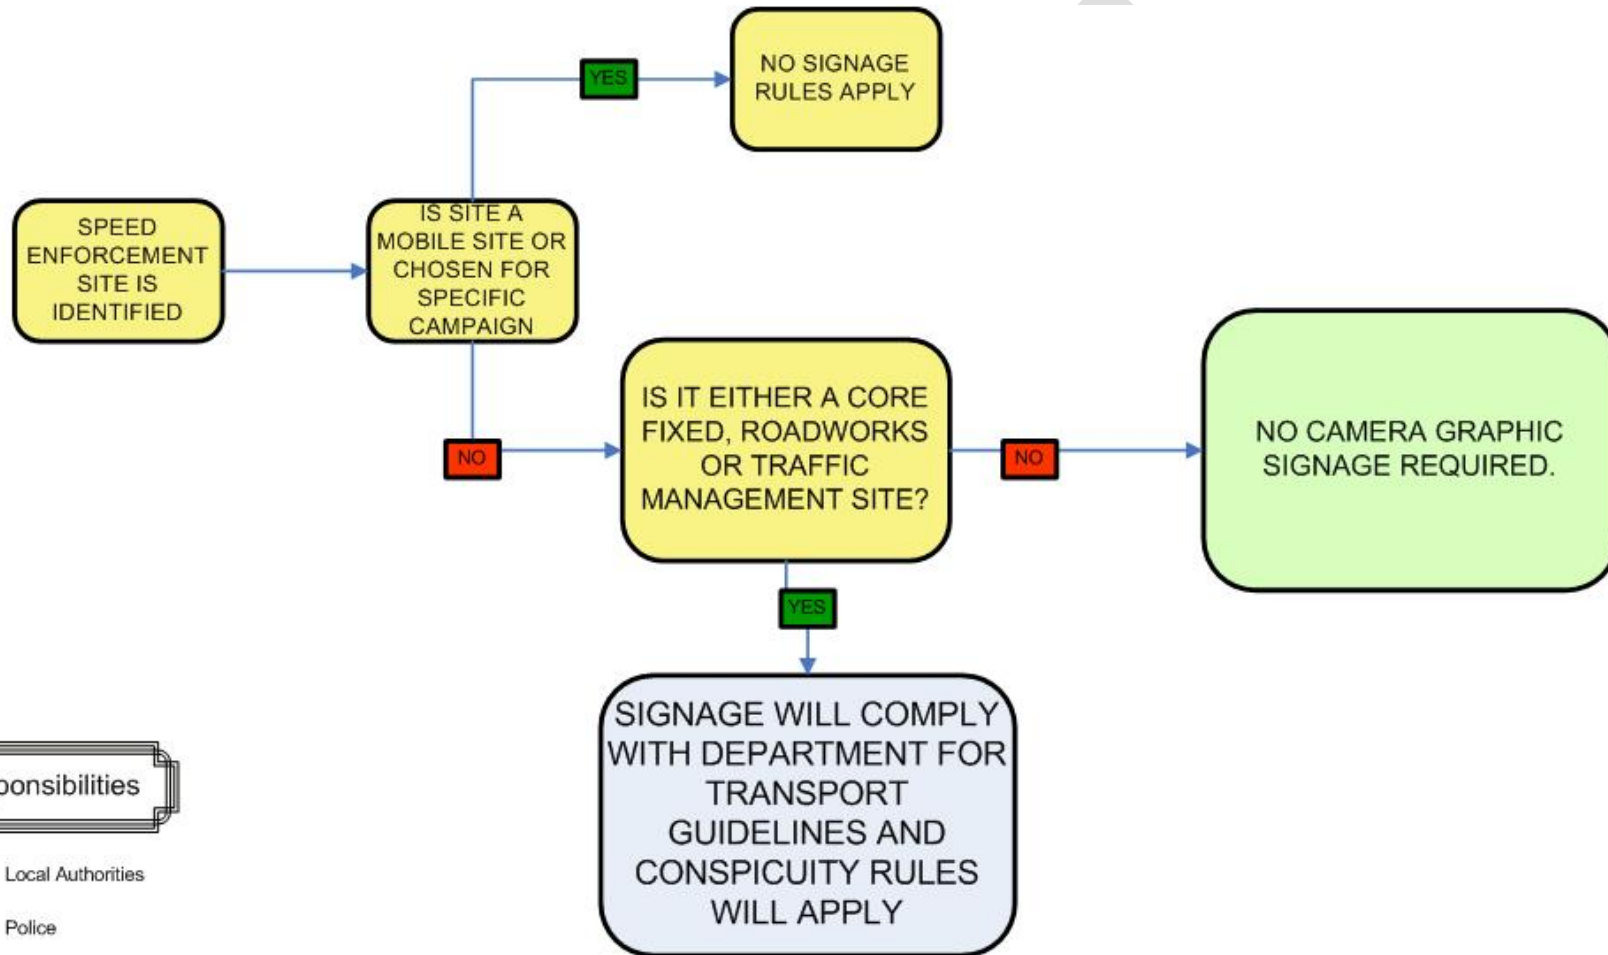 YES
NO SIGNAGE
RULES APPLY
SPEED
ENFORCEMENT
SITE IS
IDENTIFIED
IS SITE A
MOBILE SITE OR
CHOSEN FOR
SPECIFIC
CAMPAIGN
NO
IS IT EITHER A CORE
FIXED, ROADWORKS
OR TRAFFIC
MANAGEMENT SITE?
NO
NO CAMERA GRAPHIC
SIGNAGE REQUIRED.
YES
SIGNAGE WILL COMPLY
WITH DEPARTMENT FOR
TRANSPORT
GUIDELINES AND
CONSPICUITY RULES
WILL APPLY
ponsibilities
Local Authorities
Police